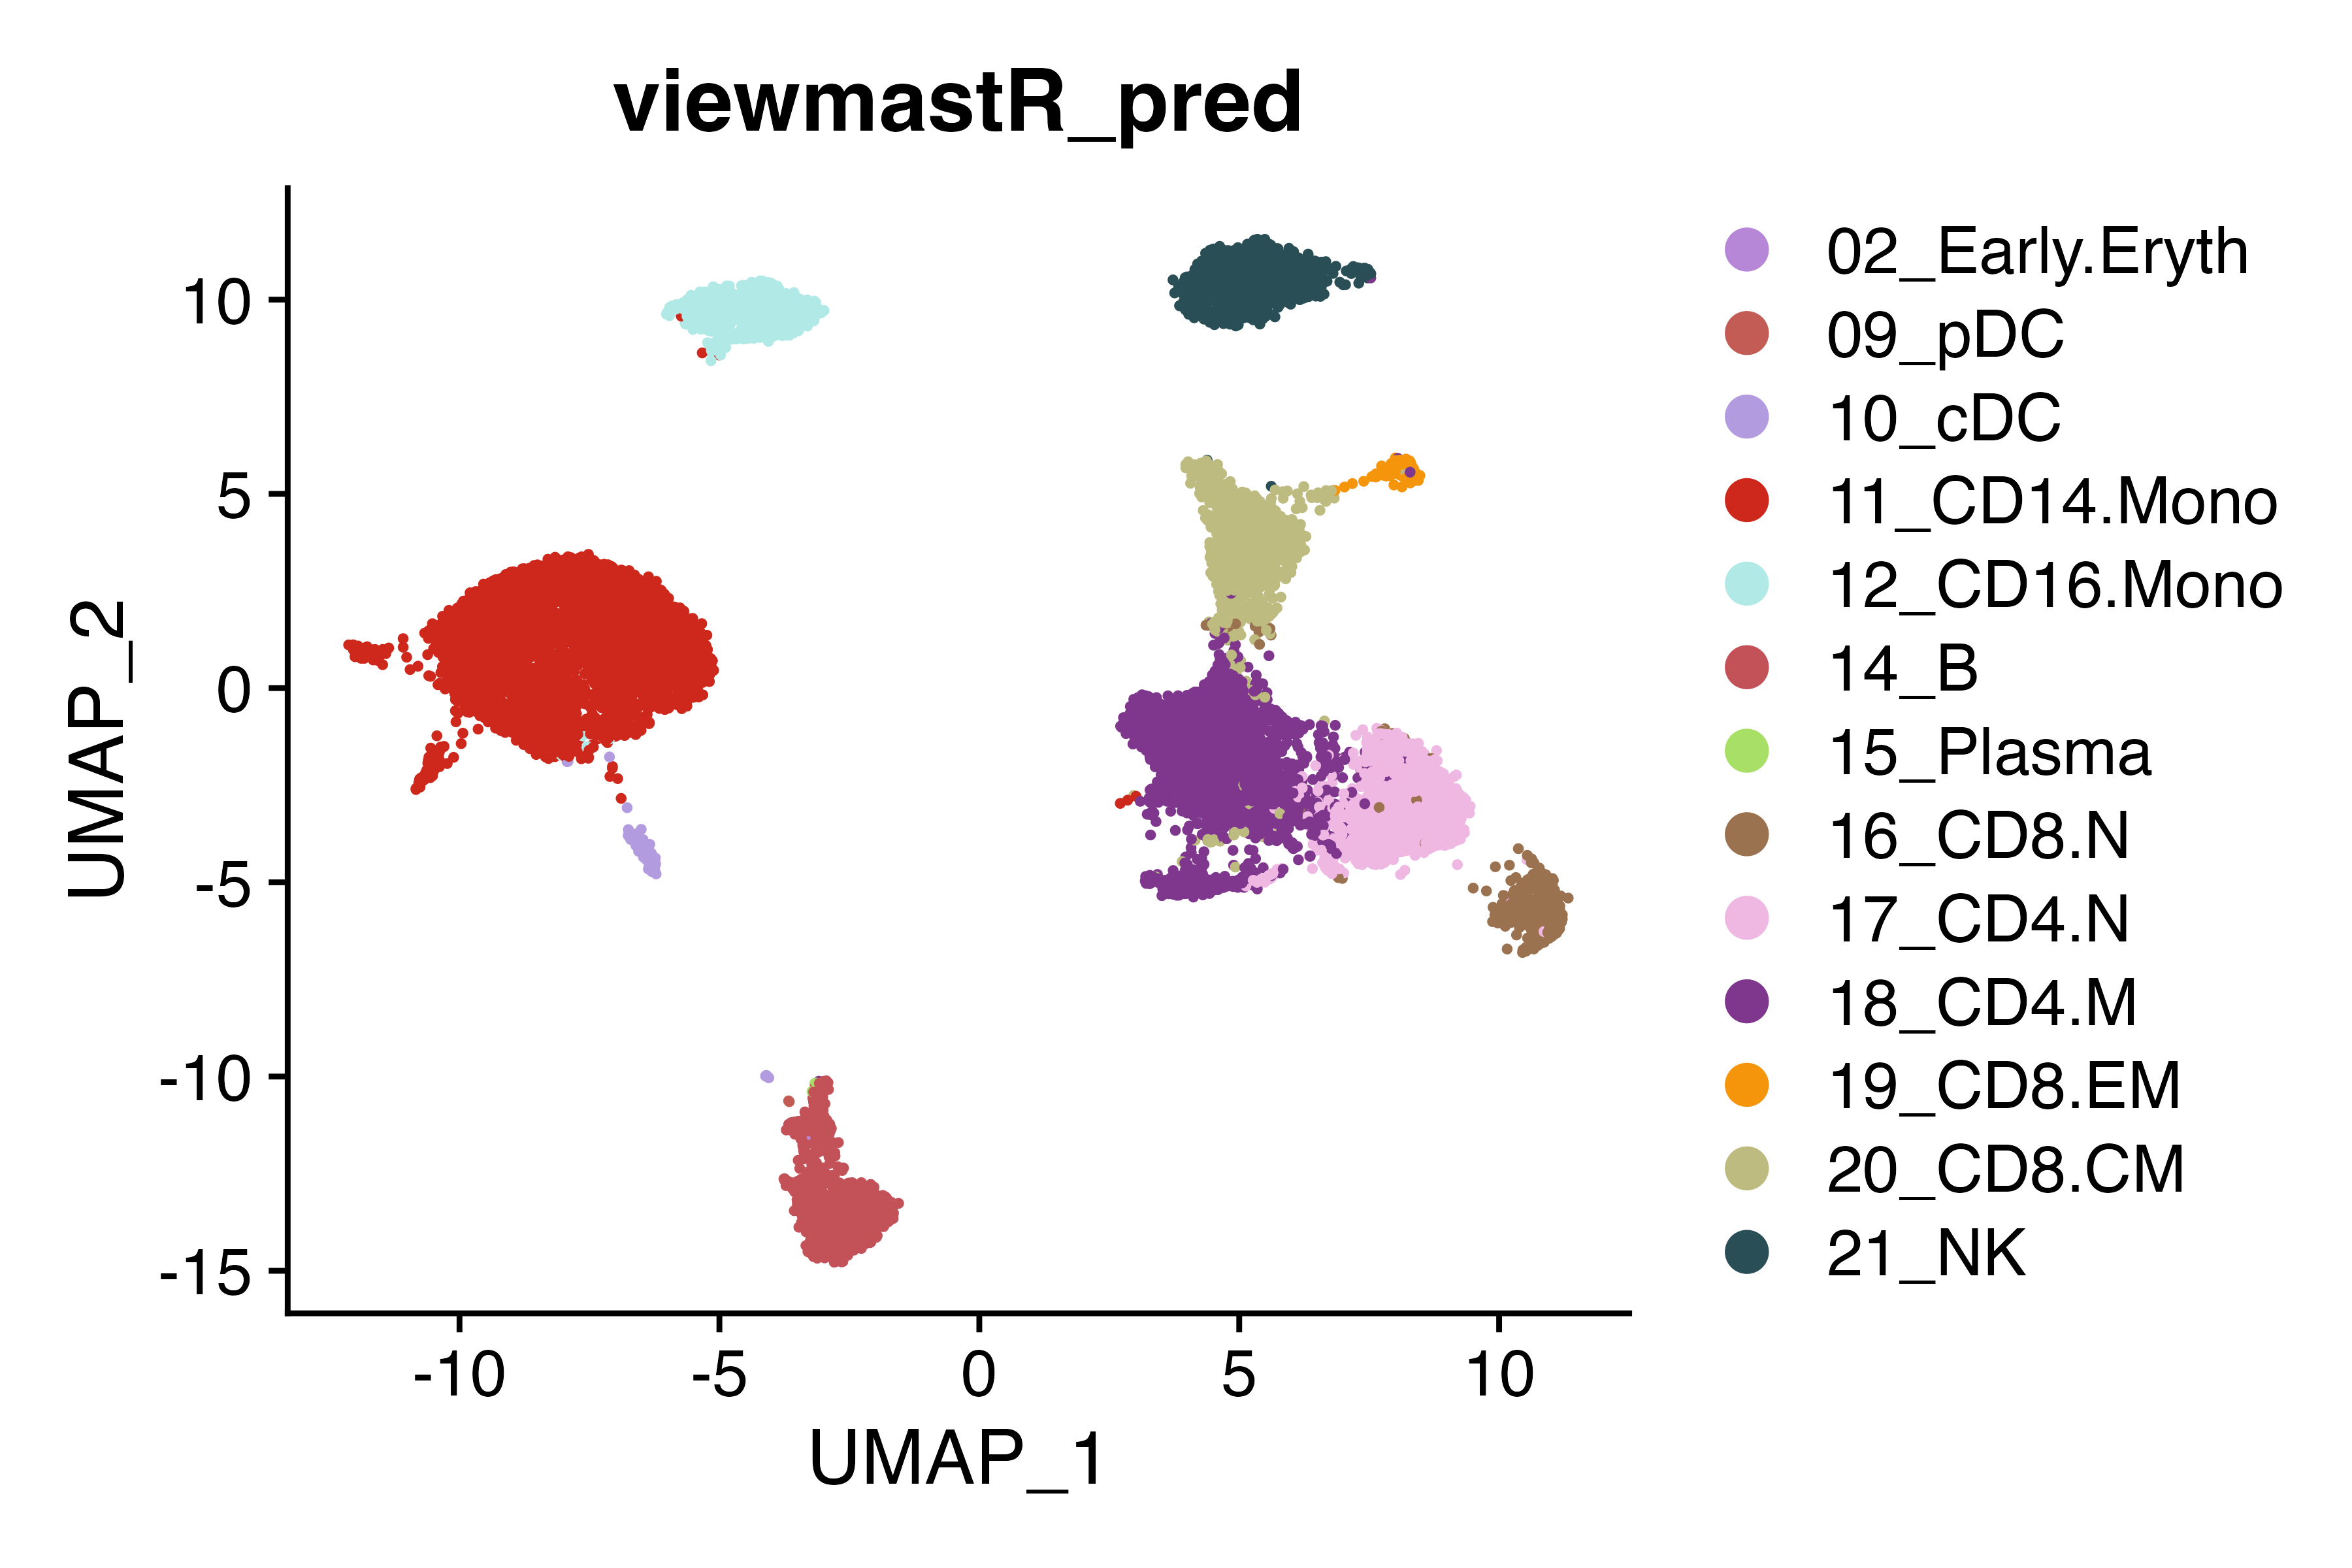 viewmastR_pred
UMAP_2
10
5
0
-5
-10
-15
-10
-5
0
5
10
UMAP_1
02_Early.Eryth
09_pDC
10_cDC
11_CD14.Mono
12_CD16.Mono
14_B
15_Plasma
16_CD8.N
17_CD4.N
18_CD4.M
19_CD8.EM
20_CD8.CM
21_NK